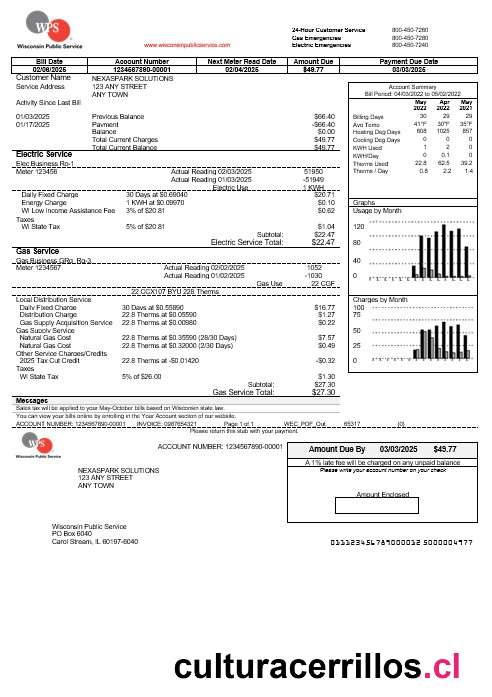 WPS
Wisconsin Public Service
www.wisconsinpublicservice.com
24-Hour Customer Service 800-450-7260
Gas Emergencies 800-450-7280
Electric Emergencies 800-450-7240
Bill Date Account Number Next Meter Read Date Amount Due Payment Due Date
02/06/2025 1234567890-00001 02/04/2025 $49.77 03/03/2025
Customer Name NEXASPARK SOLUTIONS
Service Address 123 ANY STREET
ANY TOWN
Activity Since Last Bill
01/03/2025 Previous Balance $66.40
01/17/2025 Payment -$66.40
Balance $0.00
Total Current Charges $49.77
Total Current Balance $49.77
Electric Service
Elec Business Rg-1
Meter 123456 Actual Reading 02/03/2025 51950
Actual Reading 01/03/2025 -51949
Electric Use 1 KWH
Daily Fixed Charge 30 Days at $0.69040 $20.71
Energy Charge 1 KWH at $0.09970 $0.10
WI Low Income Assistance Fee 3% of $20.81 $0.62
Taxes
WI State Tax 5% of $20.81 $1.04
Subtotal: $22.47
Electric Service Total: $22.47
Gas Service
Gas Business GRg, Rg-3
Meter 1234567 Actual Reading 02/02/2025 1052
Actual Reading 01/02/2025 -1030
Gas Use 22 CGF
22 CGX107 BYU 228 Therms
Local Distribution Service
Daily Fixed Charge 30 Days at $0.55890 $16.77
Distribution Charge 22.8 Therms at $0.05590 $1.27
Gas Supply Acquisition Service 22.8 Therms at $0.00980 $0.22
Gas Supply Service
Natural Gas Cost 22.8 Therms at $0.35590 (28/30 Days) $7.57
Natural Gas Cost 22.8 Therms at $0.32000 (2/30 Days) $0.49
Other Service Charges/Credits
2025 Tax Cut Credit 22.8 Therms at -$0.01420 -$0.32
Taxes
WI State Tax 5% of $26.00 $1.30
Subtotal: $27.30
Gas Service Total: $27.30
Messages
Sales tax will be applied to your May-October bills based on Wisconsin state law.
You can view your bills online by enrolling in the Your Account section of our website.
ACCOUNT NUMBER: 1234567890-00001 INVOICE: 0987654321 Page 1 of 1 WEC_POF_Out 65317 (0)
Please return this stub with your payment.
Account Summary
Bill Period: 04/03/2022 to 05/02/2022
May 2022 Apr 2022 May 2021
Billing Days 30 29 29
Avg Temp 41°F 30°F 35°F
Heating Deg Days 608 1025 857
Cooling Deg Days 0 0 0
KWH Used 1 2 0
KWH/Day 0 0.1 0
Therms Used 22.8 62.5 39.2
Therms / Day 0.8 2.2 1.4
Graphs
Usage by Month
120
80
40
0
Charges by Month
100
75
50
25
0
WPS
Wisconsin Public Service
ACCOUNT NUMBER: 1234567890-00001
NEXASPARK SOLUTIONS
123 ANY STREET
ANY TOWN
Amount Due By 03/03/2025 $49.77
A 1% late fee will be charged on any unpaid balance
Please write your account number on your check
Amount Enclosed
Wisconsin Public Service
PO Box 6040
Carol Stream, IL 60197-6040
culturacerrillos.cl